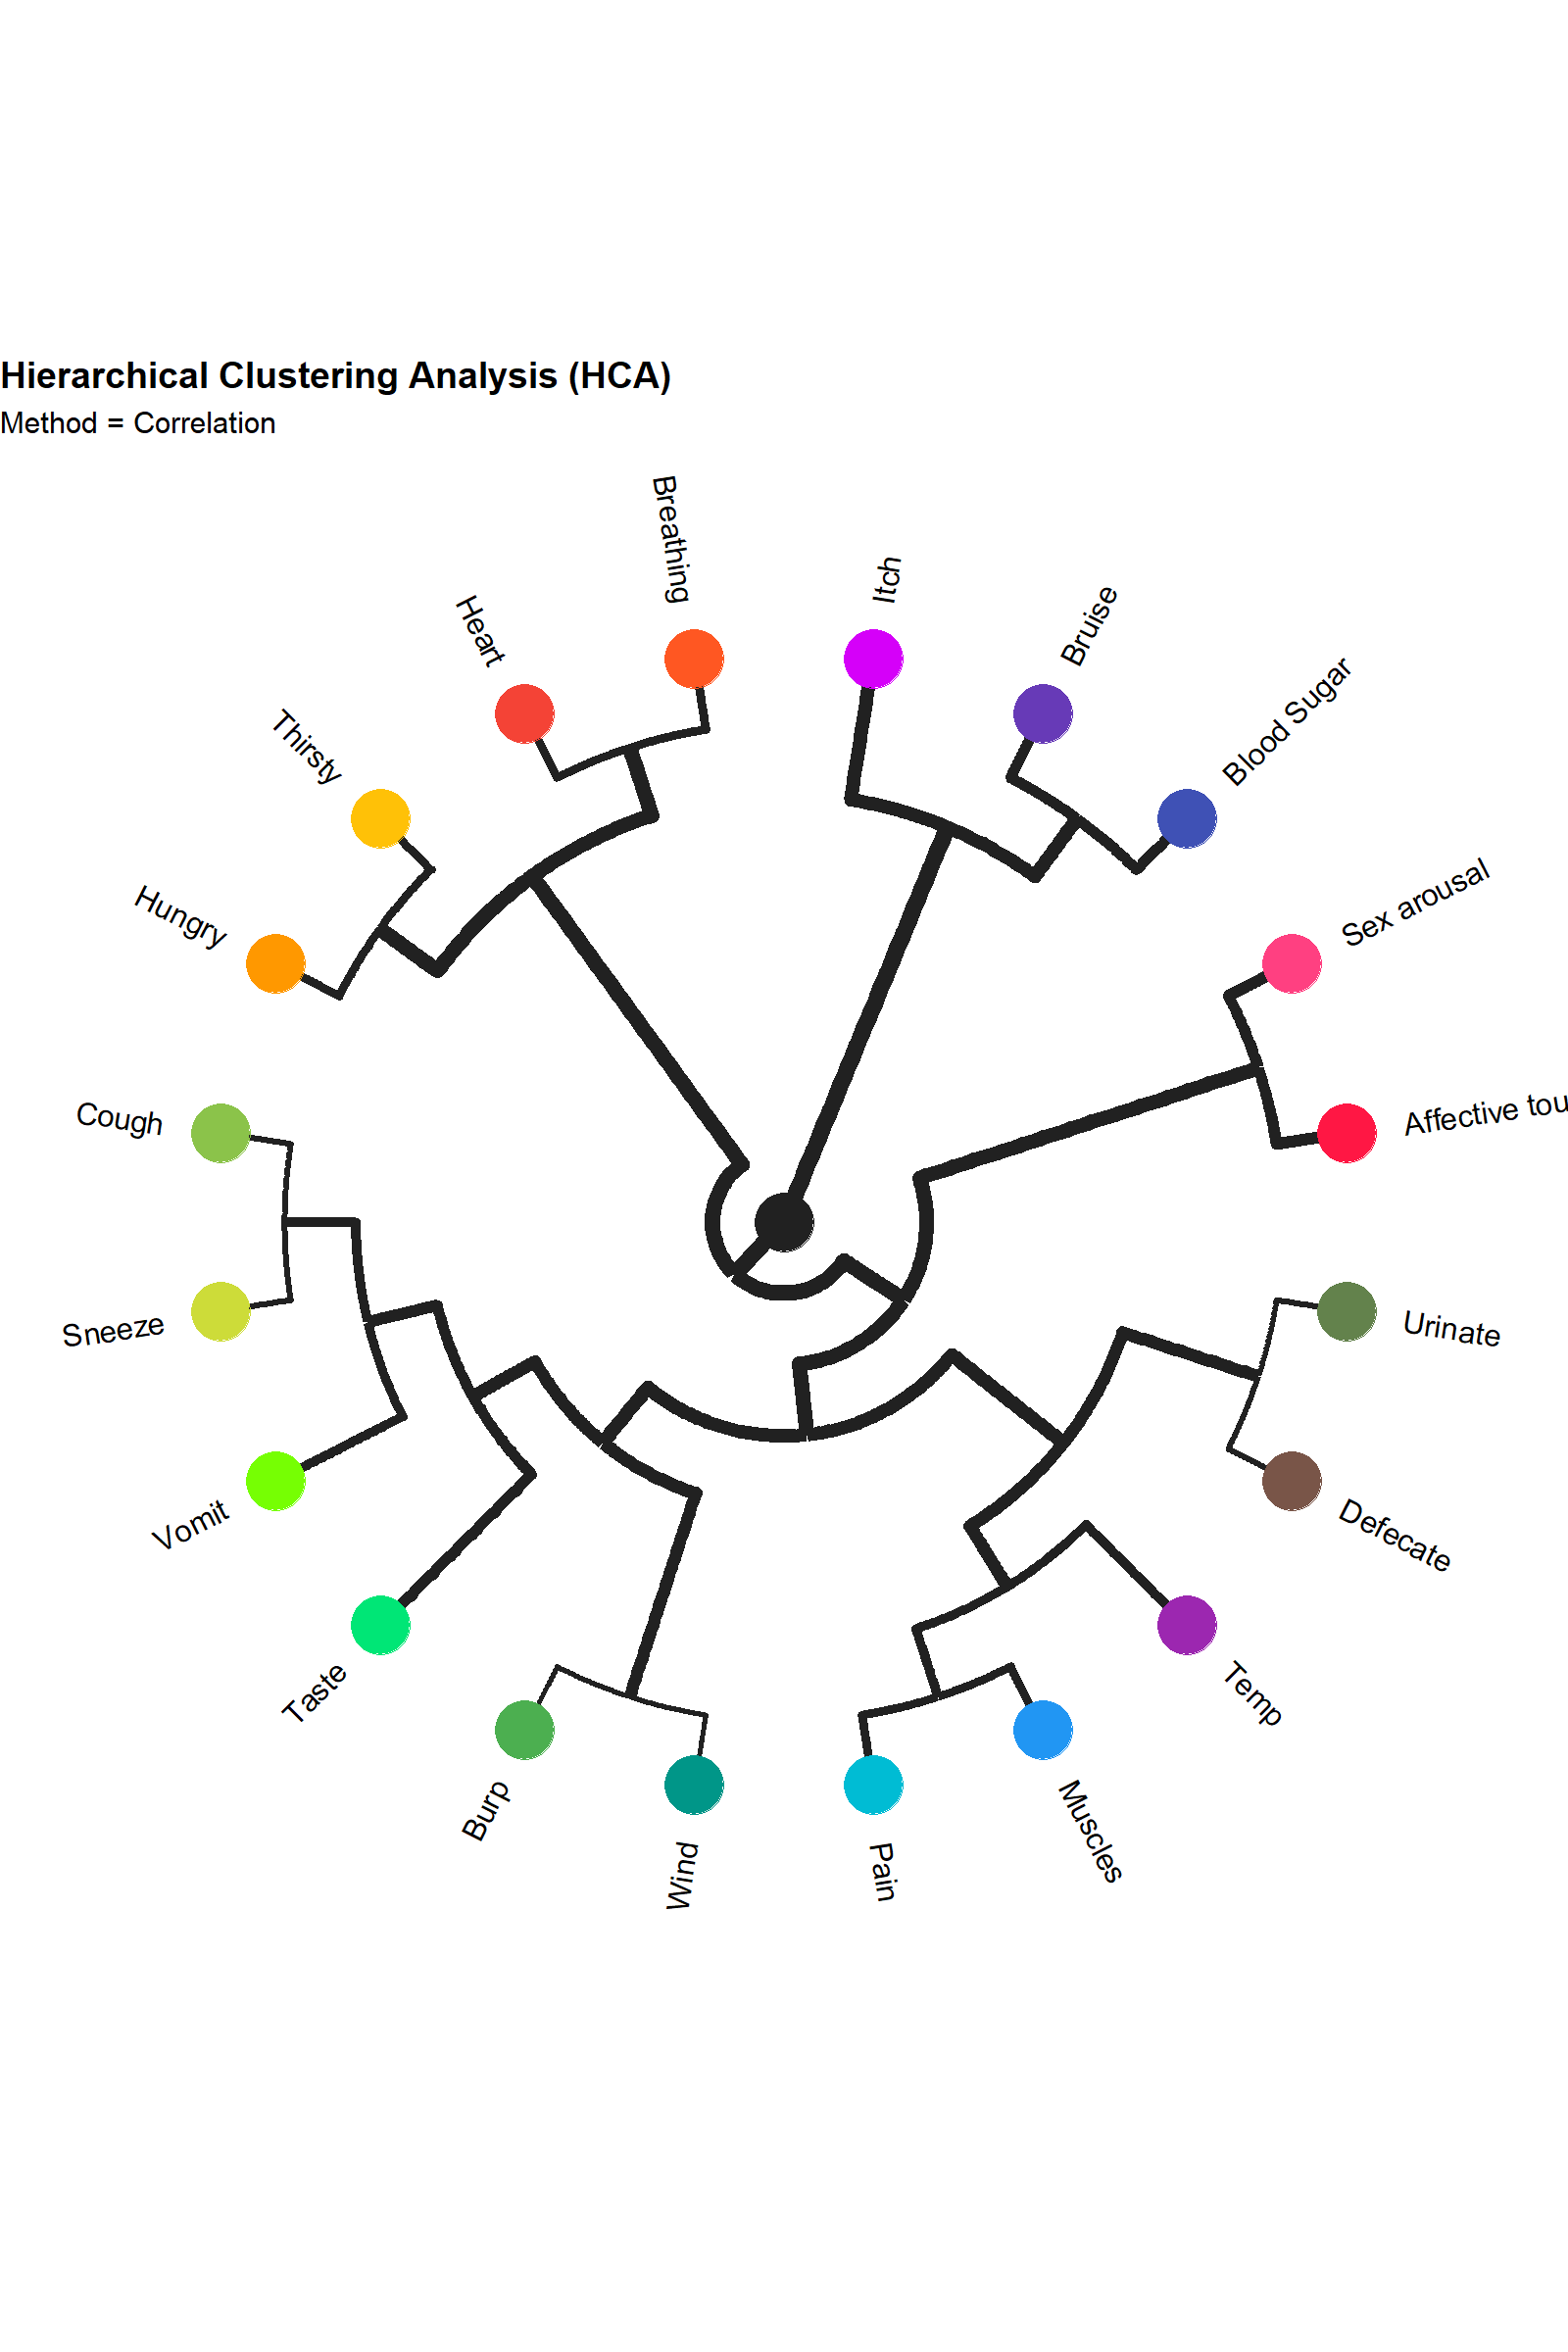 Hierarchical Clustering Analysis (HCA)
Method = Correlation
Breathing
Itch
Heart
Bruise
Thirsty
Blood Sugar
Hungry
Sex arousal
Cough
Affective tou
Sneeze
Urinate
Vomit
Defecate
Taste
Temp
Burp
Muscles
Wind
Pain